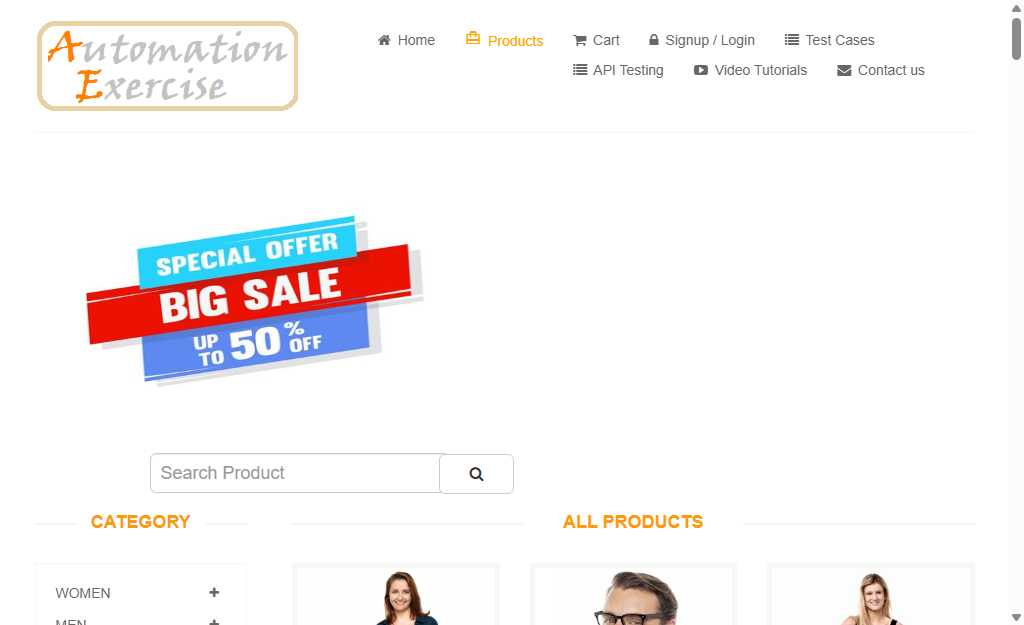 Automation
Exercise
Home
Products
Cart
Signup / Login
Test Cases
API Testing
Video Tutorials
Contact us
SPECIAL OFFER
BIG SALE
UP TO 50% OFF
Search Product
CATEGORY
ALL PRODUCTS
WOMEN
MEN